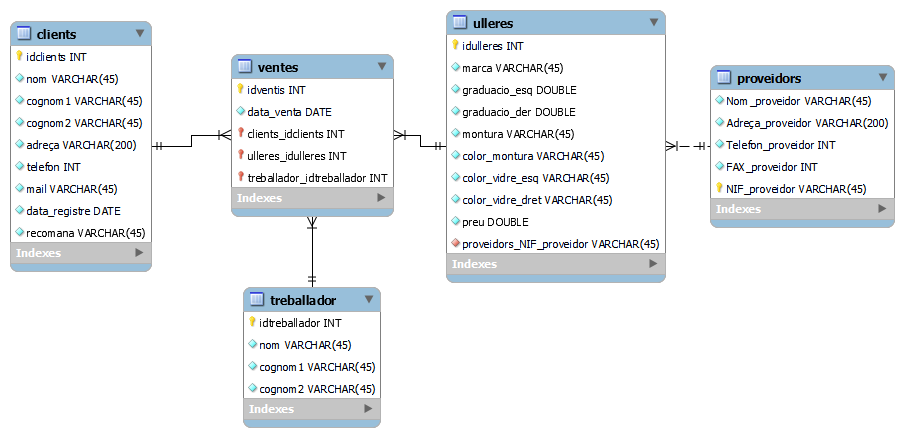 clients
idclients INT
nom VARCHAR(45)
cognom1 VARCHAR(45)
cognom2 VARCHAR(45)
adreça VARCHAR(200)
telefon INT
mail VARCHAR(45)
data_registre DATE
recomana VARCHAR(45)
Indexes
ventes
idventis INT
data_venta DATE
clients_idclients INT
ulleres_idulleres INT
treballador_idtreballador INT
Indexes
treballador
idtreballador INT
nom VARCHAR(45)
cognom1 VARCHAR(45)
cognom2 VARCHAR(45)
Indexes
ulleres
idulleres INT
marca VARCHAR(45)
graduacio_esq DOUBLE
graduacio_der DOUBLE
montura VARCHAR(45)
color_montura VARCHAR(45)
color_vidre_esq VARCHAR(45)
color_vidre_dret VARCHAR(45)
preu DOUBLE
proveidors_NIF_proveidor VARCHAR(45)
Indexes
proveidors
Nom_proveidor VARCHAR(45)
Adreça_proveidor VARCHAR(200)
Telefon_proveidor INT
FAX_proveidor INT
NIF_proveidor VARCHAR(45)
Indexes